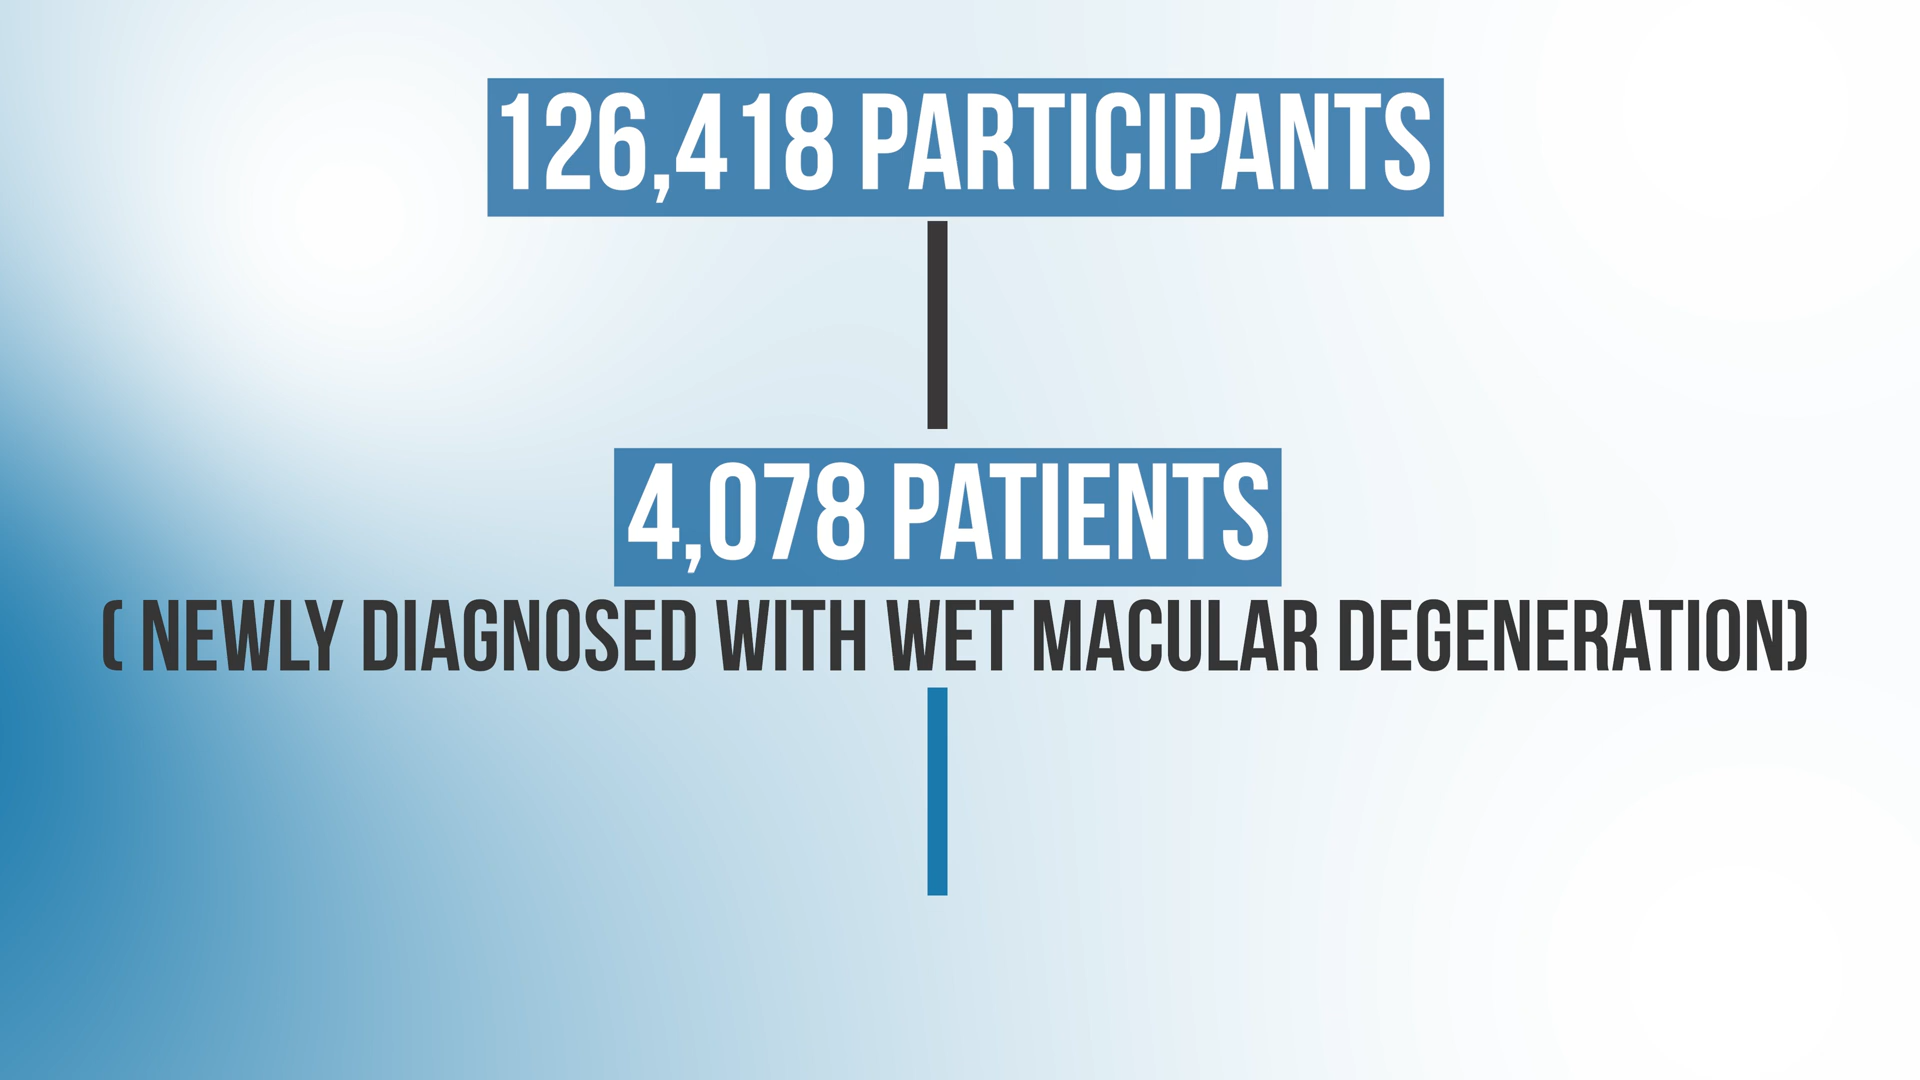 126,418 PARTICIPANTS
4,078 PATIENTS
( NEWLY DIAGNOSED WITH WET MACULAR DEGENERATION)